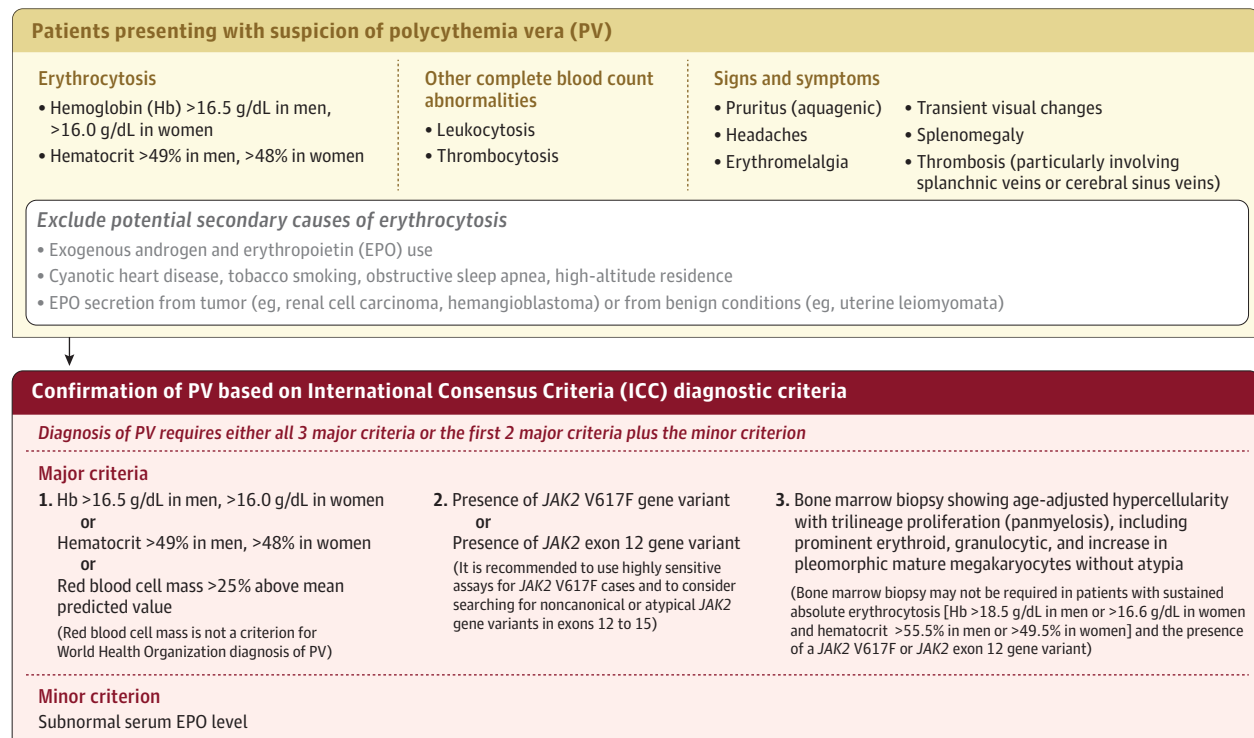 Patients presenting with suspicion of polycythemia vera (PV)
Erythrocytosis
• Hemoglobin (Hb) >16.5 g/dL in men,
>16.0 g/dL in women
• Hematocrit >49% in men, >48% in women
Other complete blood count
abnormalities
• Leukocytosis
• Thrombocytosis
Signs and symptoms
• Pruritus (aquagenic)
• Headaches
• Erythromelalgia
• Transient visual changes
• Splenomegaly
• Thrombosis (particularly involving
splanchnic veins or cerebral sinus veins)
Exclude potential secondary causes of erythrocytosis
• Exogenous androgen and erythropoietin (EPO) use
• Cyanotic heart disease, tobacco smoking, obstructive sleep apnea, high-altitude residence
• EPO secretion from tumor (eg, renal cell carcinoma, hemangioblastoma) or from benign conditions (eg, uterine leiomyomata)
Confirmation of PV based on International Consensus Criteria (ICC) diagnostic criteria
Diagnosis of PV requires either all 3 major criteria or the first 2 major criteria plus the minor criterion
Major criteria
1. Hb >16.5 g/dL in men, >16.0 g/dL in women
or
Hematocrit >49% in men, >48% in women
or
Red blood cell mass >25% above mean
predicted value
(Red blood cell mass is not a criterion for
World Health Organization diagnosis of PV)
2. Presence of JAK2 V617F gene variant
or
Presence of JAK2 exon 12 gene variant
(It is recommended to use highly sensitive
assays for JAK2 V617F cases and to consider
searching for noncanonical or atypical JAK2
gene variants in exons 12 to 15)
3. Bone marrow biopsy showing age-adjusted hypercellularity
with trilineage proliferation (panmyelosis), including
prominent erythroid, granulocytic, and increase in
pleomorphic mature megakaryocytes without atypia
(Bone marrow biopsy may not be required in patients with sustained
absolute erythrocytosis [Hb >18.5 g/dL in men or >16.6 g/dL in women
and hematocrit >55.5% in men or >49.5% in women] and the presence
of a JAK2 V617F or JAK2 exon 12 gene variant)
Minor criterion
Subnormal serum EPO level